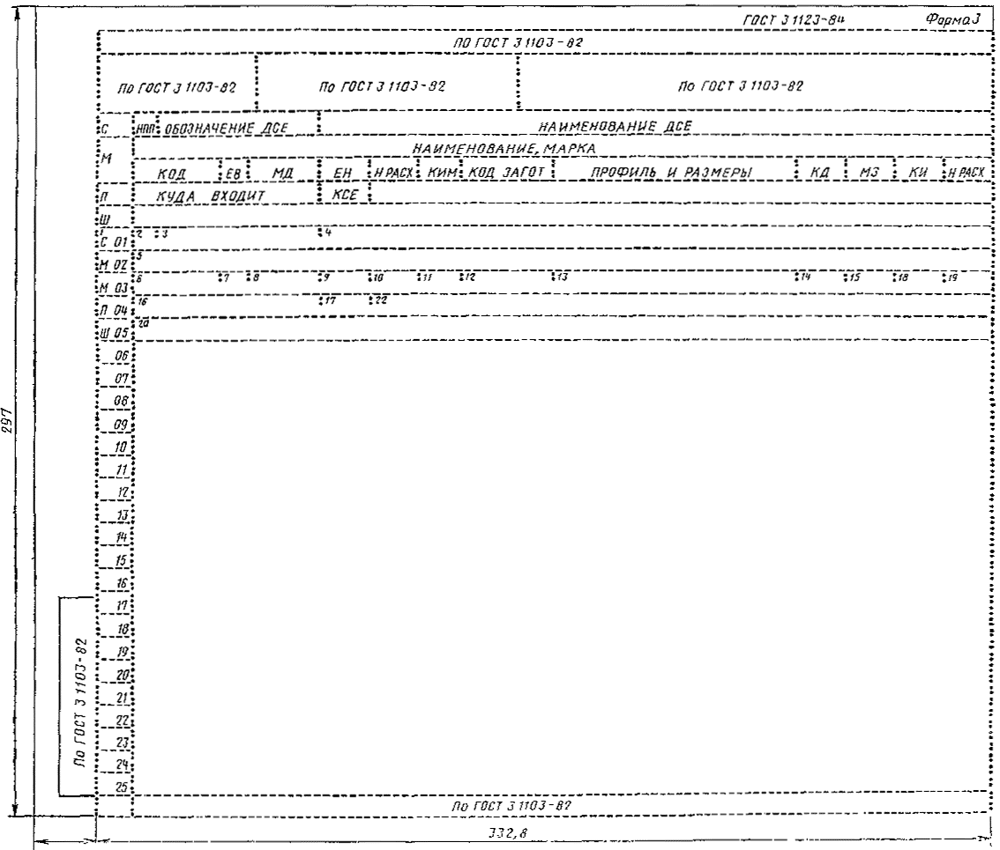 ГОСТ 3 1123-84 Форма 3
ПО ГОСТ 3 1103-82
По ГОСТ 3 1103-82 По ГОСТ 3 1103-82 По ГОСТ 3 1103-82
С НПП ОБОЗНАЧЕНИЕ ДСЕ НАИМЕНОВАНИЕ ДСЕ
М НАИМЕНОВАНИЕ, МАРКА
КОД ЕВ МД ЕН Н РАСХ КИМ КОД ЗАГОТ ПРОФИЛЬ И РАЗМЕРЫ КД МЗ КИ Н РАСХ
П КУДА ВХОДИТ КСЕ
Ш
1 2 3 4
С 01
5
М 02
6 7 8 9 10 11 12 13 14 15 18 19
М 03
16 17 22
П 04
20
Ш 05
06
07
08
09
10
11
12
13
14
15
16
17
18
19
20
21
22
23
24
25
По ГОСТ 3 1103-82
По ГОСТ 3 1103-82
297
332,8